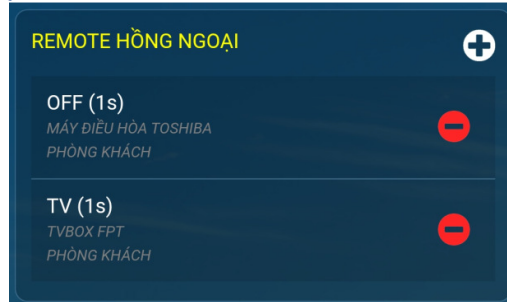 REMOTE HỒNG NGOẠI
OFF (1s)
MÁY ĐIỀU HÒA TOSHIBA
PHÒNG KHÁCH
TV (1s)
TVBOX FPT
PHÒNG KHÁCH